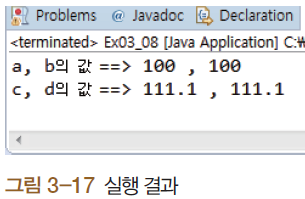 Problems @ Javadoc Declaration
<terminated> Ex03_08 [Java Application] C:\
a, b의 값 ==> 100 , 100
c, d의 값 ==> 111.1 , 111.1
그림 3-17 실행 결과